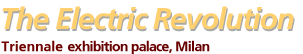 The Electric Revolution
Triennale exhibition palace, Milan